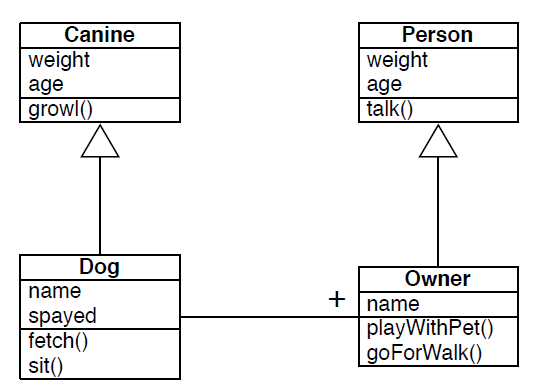 Canine
weight
age
growl()
Person
weight
age
talk()
Dog
name
spayed
fetch()
sit()
+
Owner
name
playWithPet()
goForWalk()